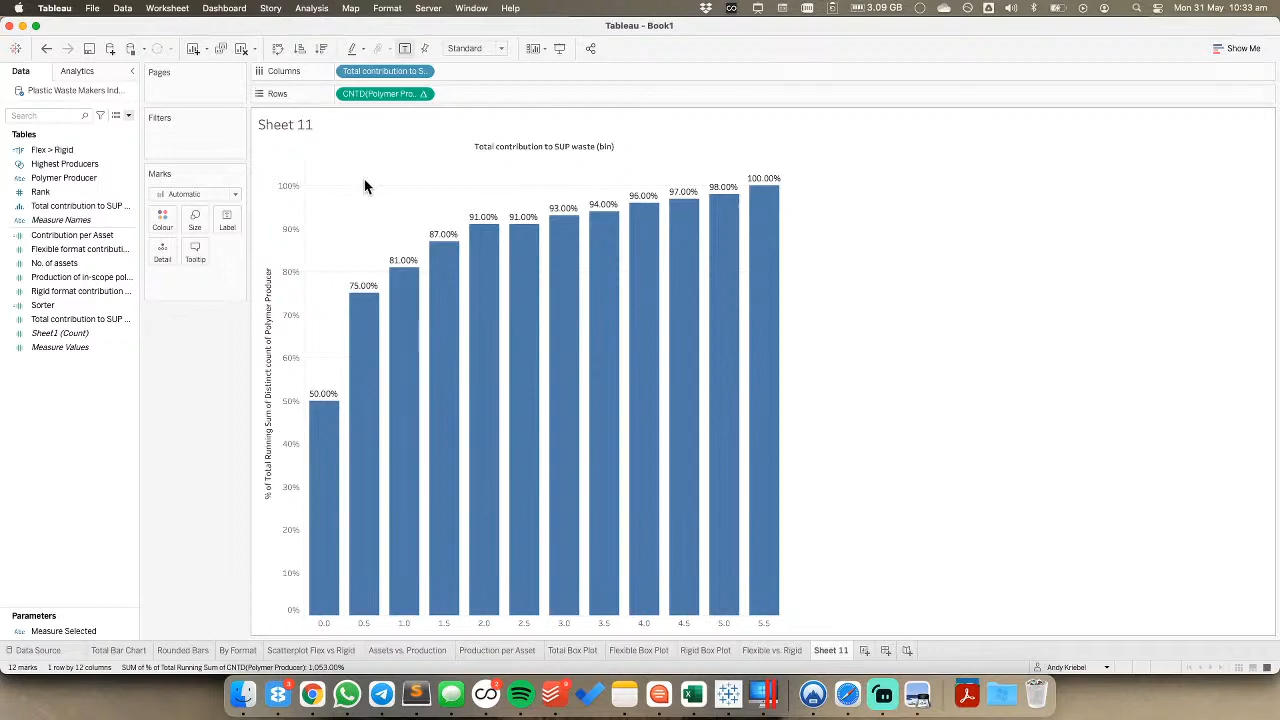 Tableau File Data Worksheet Dashboard Story Analysis Map Format Server Window Help 3.09 GB Mon 31 May 10:33 am
Tableau - Book1
Standard
Show Me
Data Analytics
Plastic Waste Makers Ind...
Search
Tables
Flex > Rigid
Highest Producers
Polymer Producer
Rank
Total contribution to SUP ...
Measure Names
Contribution per Asset
Flexible format contributi...
No. of assets
Production of in-scope pol...
Rigid format contribution ...
Sorter
Total contribution to SUP ...
Sheet1 (Count)
Measure Values
Parameters
Measure Selected
Pages
Filters
Marks
Automatic
Colour Size Label
Detail Tooltip
Columns Total contribution to S..
Rows CNTD(Polymer Pro..
Sheet 11
Total contribution to SUP waste (bin)
% of Total Running Sum of Distinct count of Polymer Producer
100%
90%
80%
70%
60%
50%
40%
30%
20%
10%
0%
50.00% 75.00% 81.00% 87.00% 91.00% 91.00% 93.00% 94.00% 96.00% 97.00% 98.00% 100.00%
0.0 0.5 1.0 1.5 2.0 2.5 3.0 3.5 4.0 4.5 5.0 5.5
Data Source Total Bar Chart Rounded Bars By Format Scatterplot Flex vs Rigid Assets vs. Production Production per Asset Total Box Plot Flexible Box Plot Rigid Box Plot Flexible vs. Rigid Sheet 11
12 marks 1 row by 12 columns SUM of % of Total Running Sum of CNTD(Polymer Producer): 1,053.00% Andy Kriebel